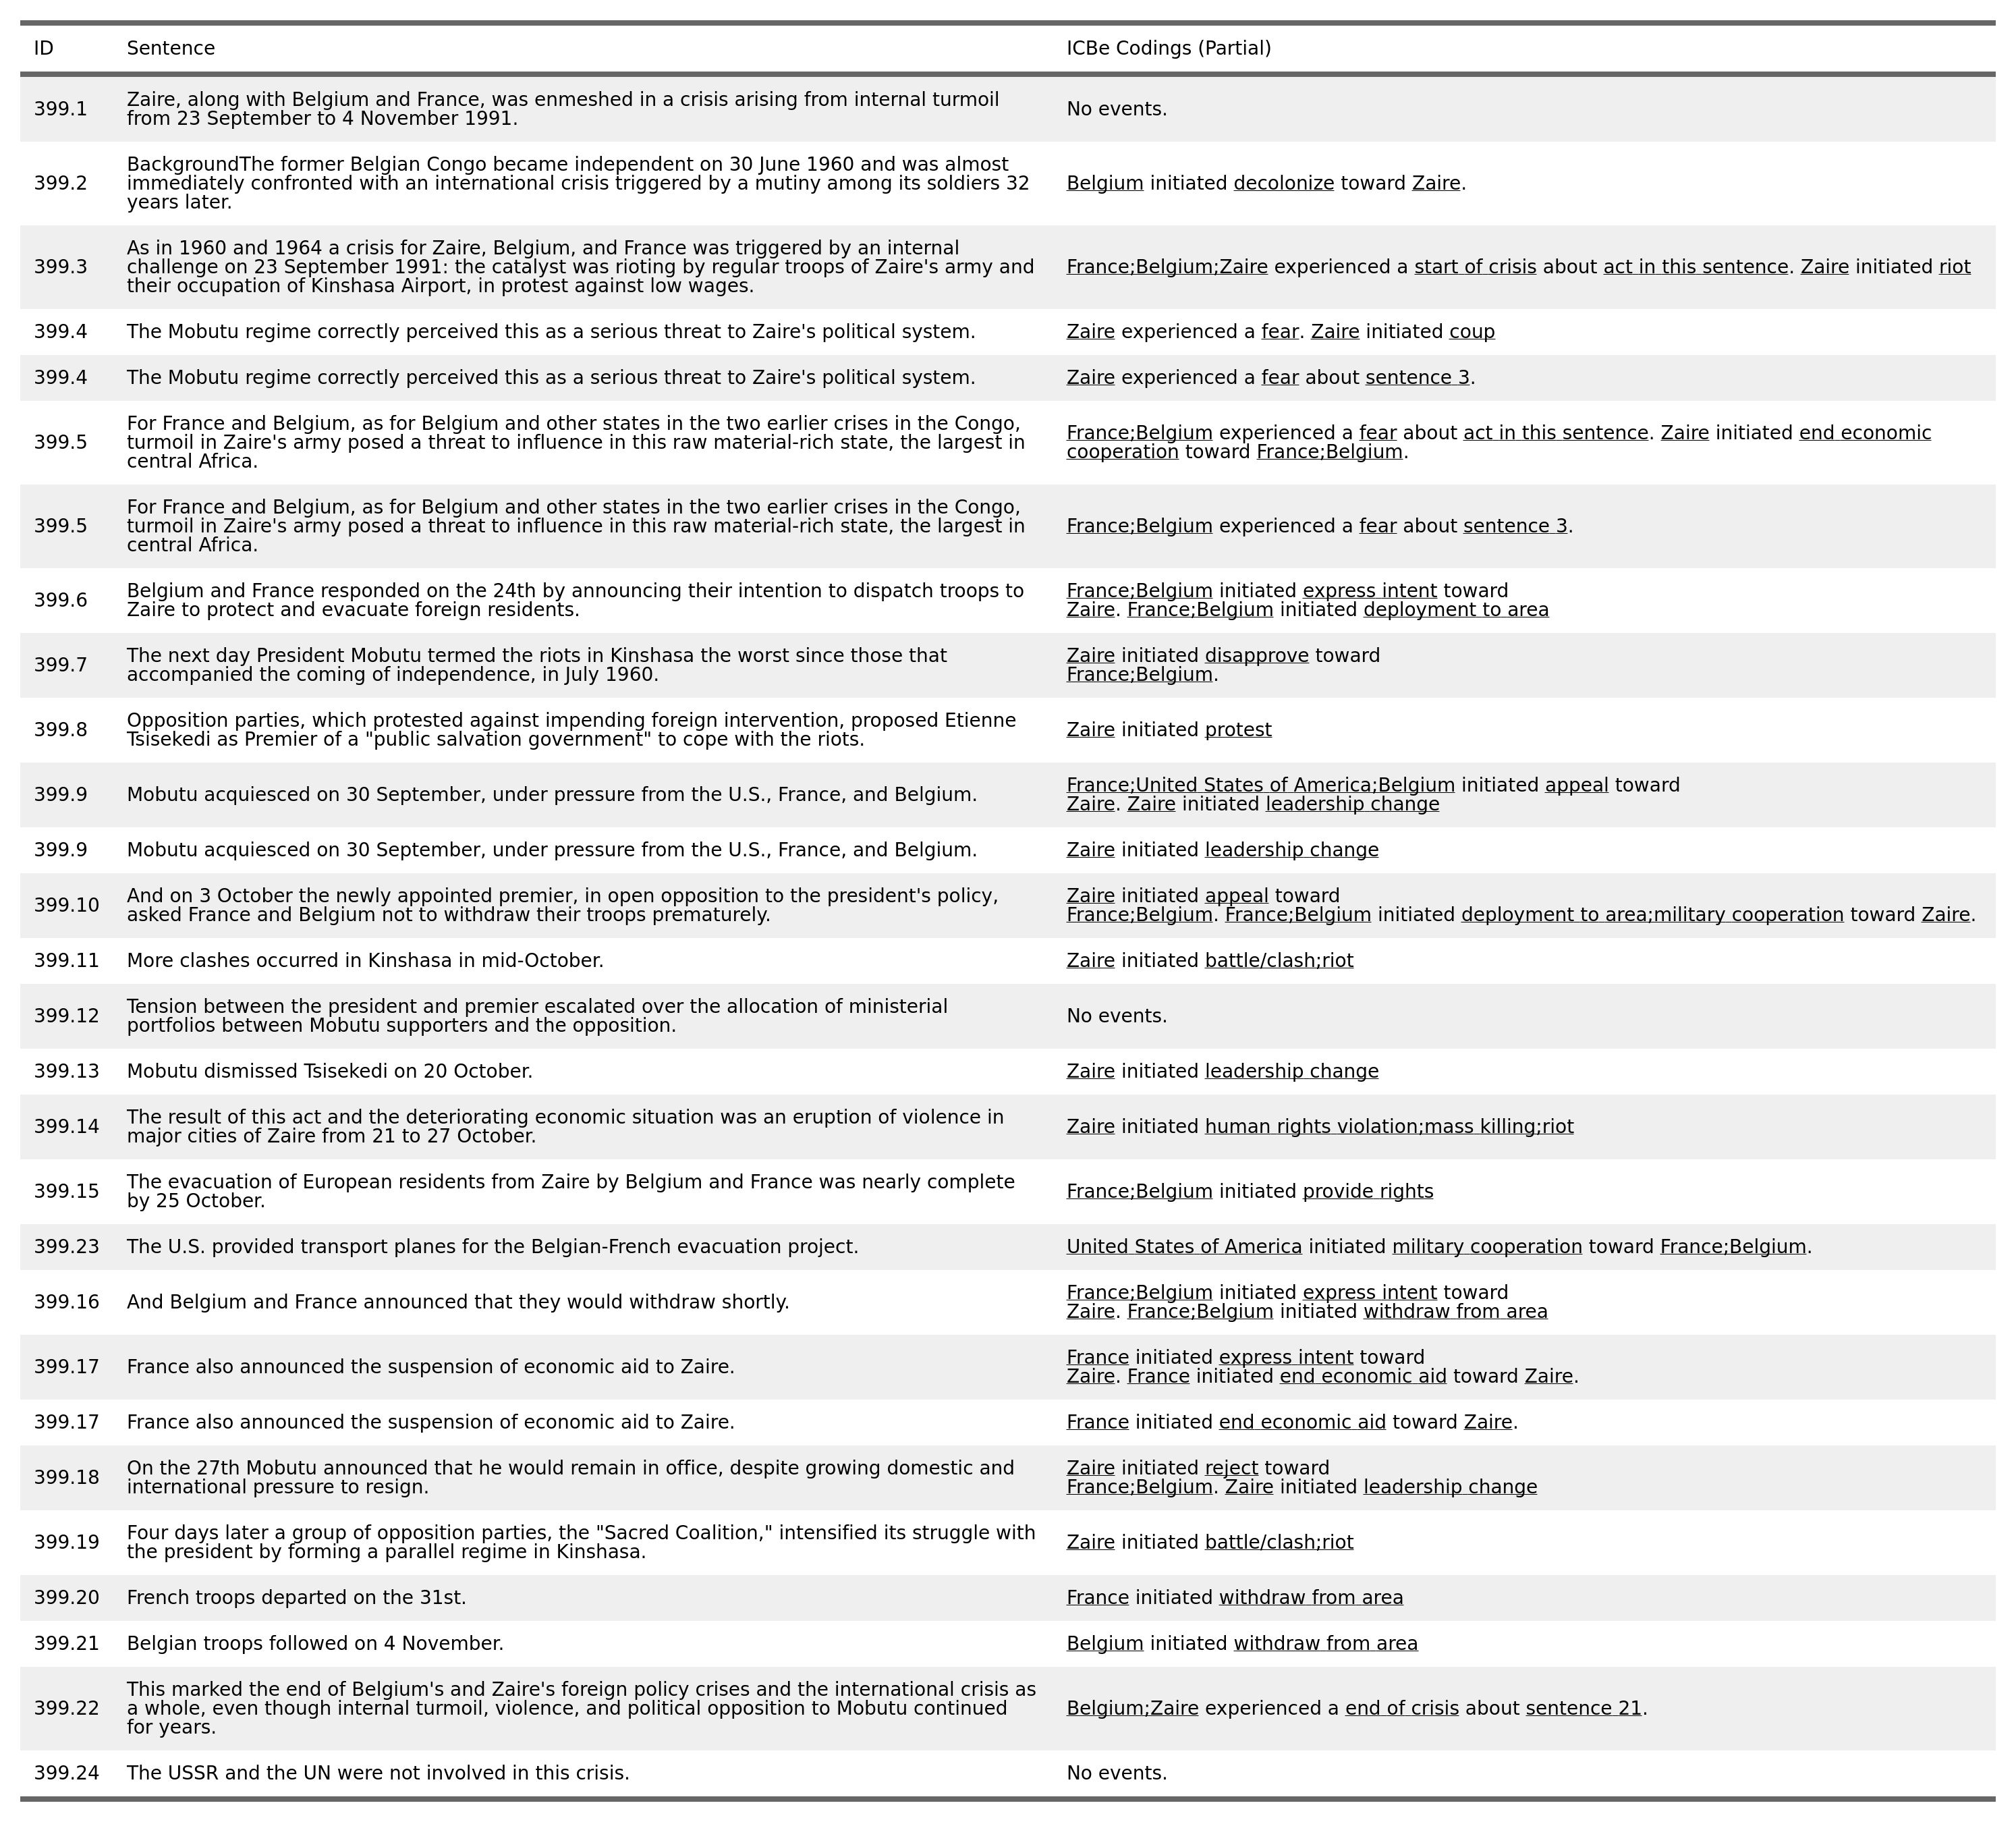 ID Sentence ICBe Codings (Partial)
399.1 Zaire, along with Belgium and France, was enmeshed in a crisis arising from internal turmoil
from 23 September to 4 November 1991. No events.
399.2 BackgroundThe former Belgian Congo became independent on 30 June 1960 and was almost
immediately confronted with an international crisis triggered by a mutiny among its soldiers 32
years later. Belgium initiated decolonize toward Zaire.
399.3 As in 1960 and 1964 a crisis for Zaire, Belgium, and France was triggered by an internal
challenge on 23 September 1991: the catalyst was rioting by regular troops of Zaire's army and
their occupation of Kinshasa Airport, in protest against low wages. France;Belgium;Zaire experienced a start of crisis about act in this sentence. Zaire initiated riot
399.4 The Mobutu regime correctly perceived this as a serious threat to Zaire's political system. Zaire experienced a fear. Zaire initiated coup
399.4 The Mobutu regime correctly perceived this as a serious threat to Zaire's political system. Zaire experienced a fear about sentence 3.
399.5 For France and Belgium, as for Belgium and other states in the two earlier crises in the Congo,
turmoil in Zaire's army posed a threat to influence in this raw material-rich state, the largest in
central Africa. France;Belgium experienced a fear about act in this sentence. Zaire initiated end economic
cooperation toward France;Belgium.
399.5 For France and Belgium, as for Belgium and other states in the two earlier crises in the Congo,
turmoil in Zaire's army posed a threat to influence in this raw material-rich state, the largest in
central Africa. France;Belgium experienced a fear about sentence 3.
399.6 Belgium and France responded on the 24th by announcing their intention to dispatch troops to
Zaire to protect and evacuate foreign residents. France;Belgium initiated express intent toward
Zaire. France;Belgium initiated deployment to area
399.7 The next day President Mobutu termed the riots in Kinshasa the worst since those that
accompanied the coming of independence, in July 1960. Zaire initiated disapprove toward
France;Belgium.
399.8 Opposition parties, which protested against impending foreign intervention, proposed Etienne
Tsisekedi as Premier of a "public salvation government" to cope with the riots. Zaire initiated protest
399.9 Mobutu acquiesced on 30 September, under pressure from the U.S., France, and Belgium. France;United States of America;Belgium initiated appeal toward
Zaire. Zaire initiated leadership change
399.9 Mobutu acquiesced on 30 September, under pressure from the U.S., France, and Belgium. Zaire initiated leadership change
399.10 And on 3 October the newly appointed premier, in open opposition to the president's policy,
asked France and Belgium not to withdraw their troops prematurely. Zaire initiated appeal toward
France;Belgium. France;Belgium initiated deployment to area;military cooperation toward Zaire.
399.11 More clashes occurred in Kinshasa in mid-October. Zaire initiated battle/clash;riot
399.12 Tension between the president and premier escalated over the allocation of ministerial
portfolios between Mobutu supporters and the opposition. No events.
399.13 Mobutu dismissed Tsisekedi on 20 October. Zaire initiated leadership change
399.14 The result of this act and the deteriorating economic situation was an eruption of violence in
major cities of Zaire from 21 to 27 October. Zaire initiated human rights violation;mass killing;riot
399.15 The evacuation of European residents from Zaire by Belgium and France was nearly complete
by 25 October. France;Belgium initiated provide rights
399.23 The U.S. provided transport planes for the Belgian-French evacuation project. United States of America initiated military cooperation toward France;Belgium.
399.16 And Belgium and France announced that they would withdraw shortly. France;Belgium initiated express intent toward
Zaire. France;Belgium initiated withdraw from area
399.17 France also announced the suspension of economic aid to Zaire. France initiated express intent toward
Zaire. France initiated end economic aid toward Zaire.
399.17 France also announced the suspension of economic aid to Zaire. France initiated end economic aid toward Zaire.
399.18 On the 27th Mobutu announced that he would remain in office, despite growing domestic and
international pressure to resign. Zaire initiated reject toward
France;Belgium. Zaire initiated leadership change
399.19 Four days later a group of opposition parties, the "Sacred Coalition," intensified its struggle with
the president by forming a parallel regime in Kinshasa. Zaire initiated battle/clash;riot
399.20 French troops departed on the 31st. France initiated withdraw from area
399.21 Belgian troops followed on 4 November. Belgium initiated withdraw from area
399.22 This marked the end of Belgium's and Zaire's foreign policy crises and the international crisis as
a whole, even though internal turmoil, violence, and political opposition to Mobutu continued
for years. Belgium;Zaire experienced a end of crisis about sentence 21.
399.24 The USSR and the UN were not involved in this crisis. No events.